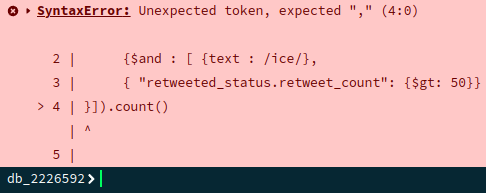 SyntaxError: Unexpected token, expected "," (4:0)
2 | {$and : [ {text : /ice/},
3 | { "retweeted_status.retweet_count": {$gt: 50}}
> 4 | }]).count()
| ^
5 |
db_2226592>